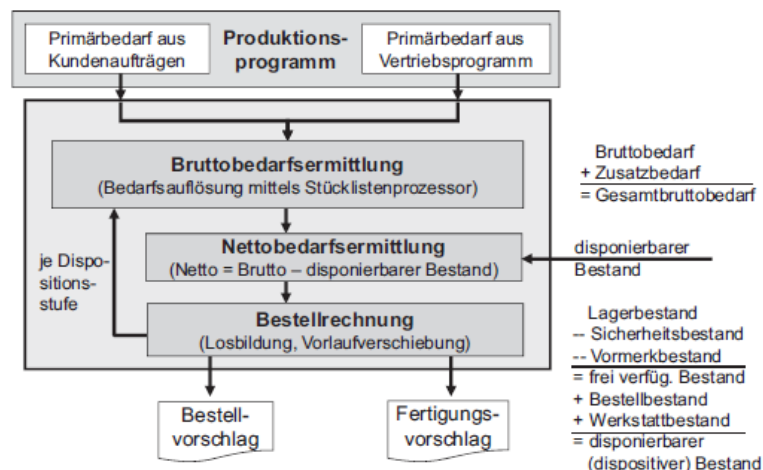 Primärbedarf aus
Kundenaufträgen
Produktions-
programm
Primärbedarf aus
Vertriebsprogramm
Bruttobedarfsermittlung
(Bedarfsauflösung mittels Stücklistenprozessor)
Bruttobedarf
+ Zusatzbedarf
= Gesamtbruttobedarf
je Dispo-
sitions-
stufe
Nettobedarfsermittlung
(Netto = Brutto – disponierbarer Bestand)
disponierbarer
Bestand
Bestellrechnung
(Losbildung, Vorlaufverschiebung)
Lagerbestand
-- Sicherheitsbestand
-- Vormerkbestand
= frei verfüg. Bestand
+ Bestellbestand
+ Werkstattbestand
= disponierbarer
(dispositiver) Bestand
Bestell-
vorschlag
Fertigungs-
vorschlag